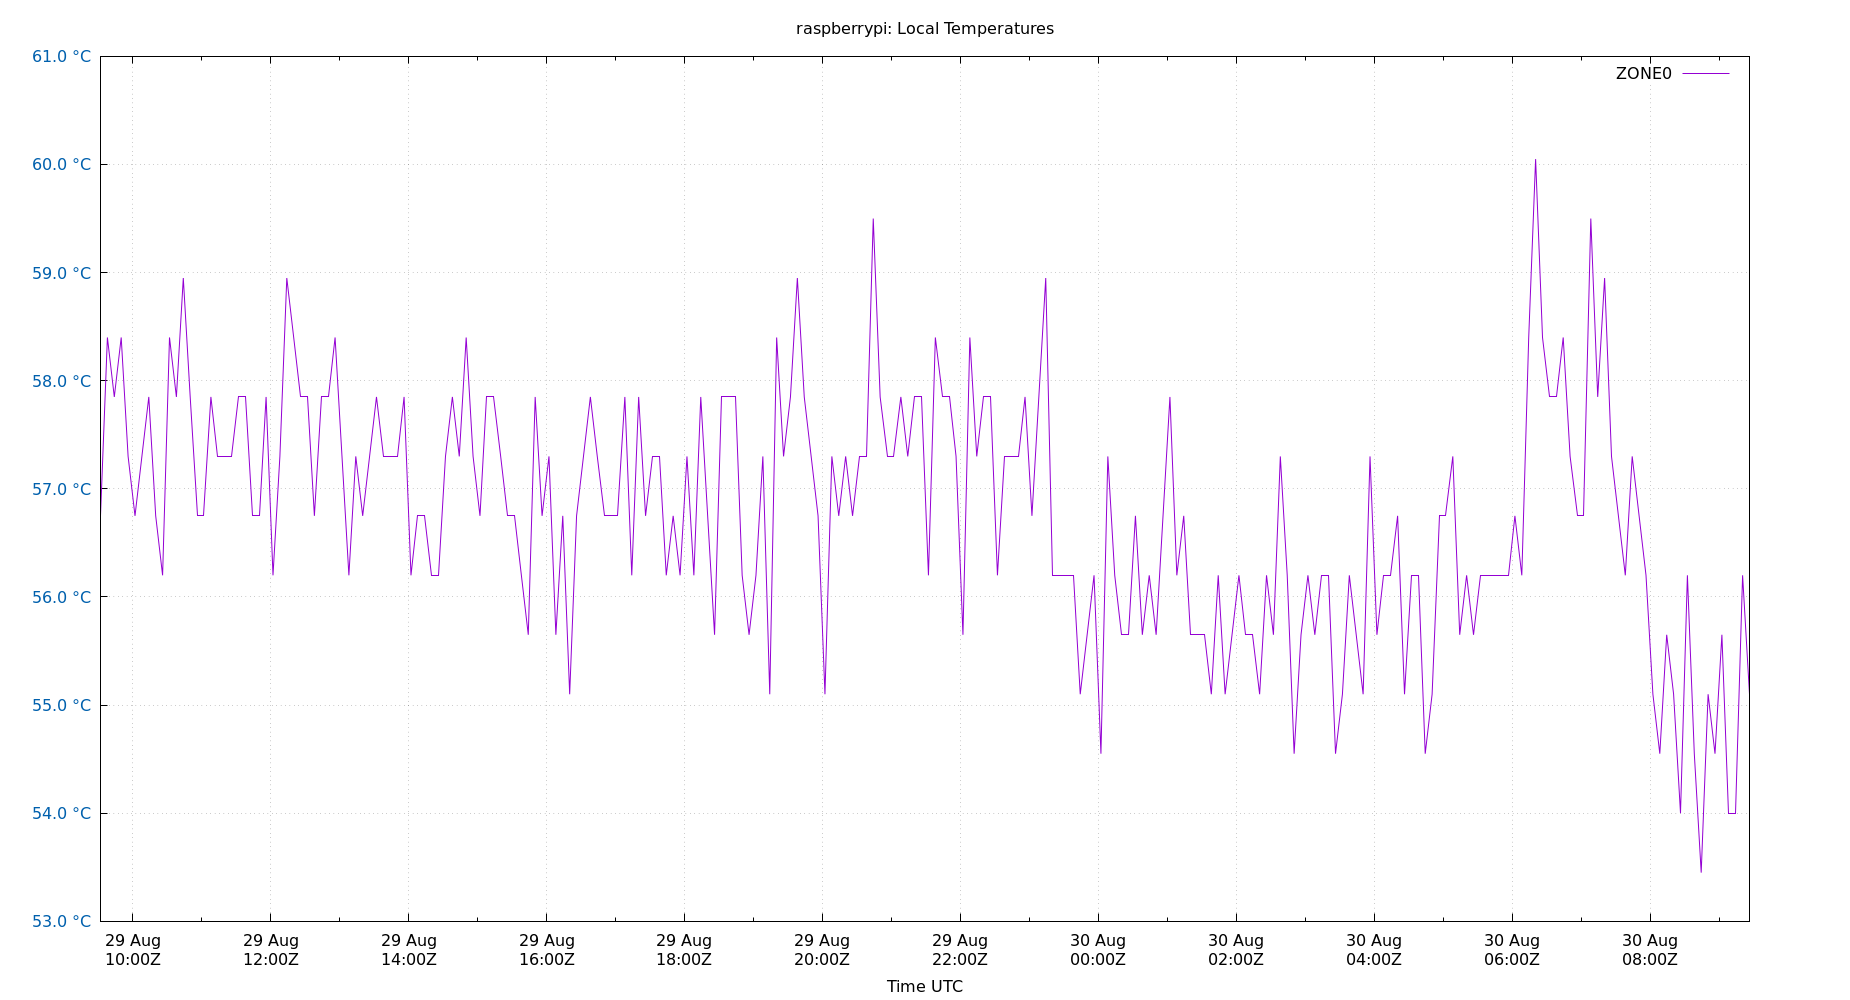 raspberrypi: Local Temperatures
61.0 °C
ZONE0
60.0 °C
59.0 °C
58.0 °C
57.0 °C
56.0 °C
55.0 °C
54.0 °C
53.0 °C
29 Aug 29 Aug 29 Aug 29 Aug 29 Aug 29 Aug 29 Aug 30 Aug 30 Aug 30 Aug 30 Aug 30 Aug
10:00Z 12:00Z 14:00Z 16:00Z 18:00Z 20:00Z 22:00Z 00:00Z 02:00Z 04:00Z 06:00Z 08:00Z
Time UTC